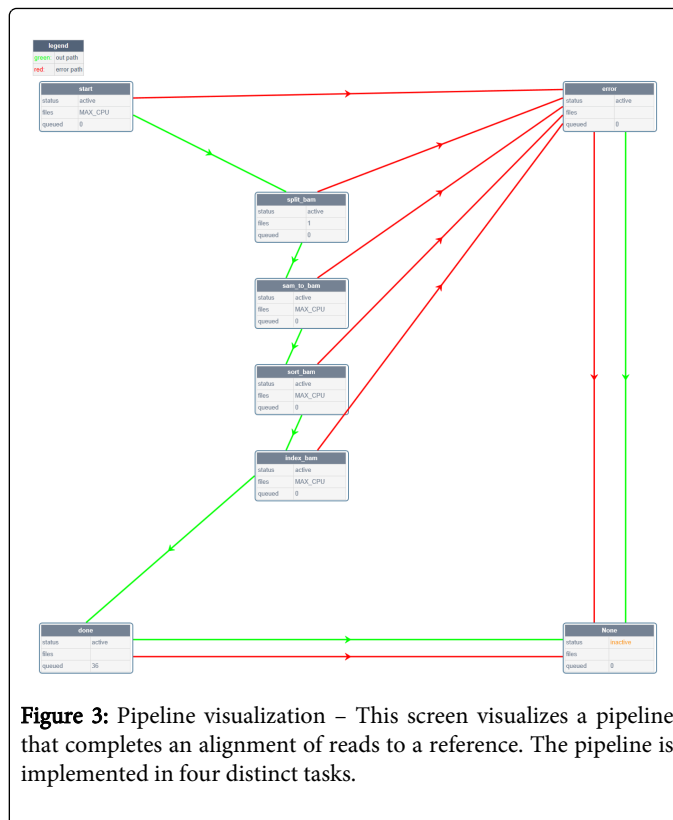 legend
green: out path
red: error path
start
status active
files MAX_CPU
queued 0
error
status active
files
queued 0
split_bam
status active
files 1
queued 0
sam_to_bam
status active
files MAX_CPU
queued 0
sort_bam
status active
files MAX_CPU
queued 0
index_bam
status active
files MAX_CPU
queued 0
done
status active
files
queued 36
None
status inactive
files
queued 0
Figure 3: Pipeline visualization – This screen visualizes a pipeline
that completes an alignment of reads to a reference. The pipeline is
implemented in four distinct tasks.